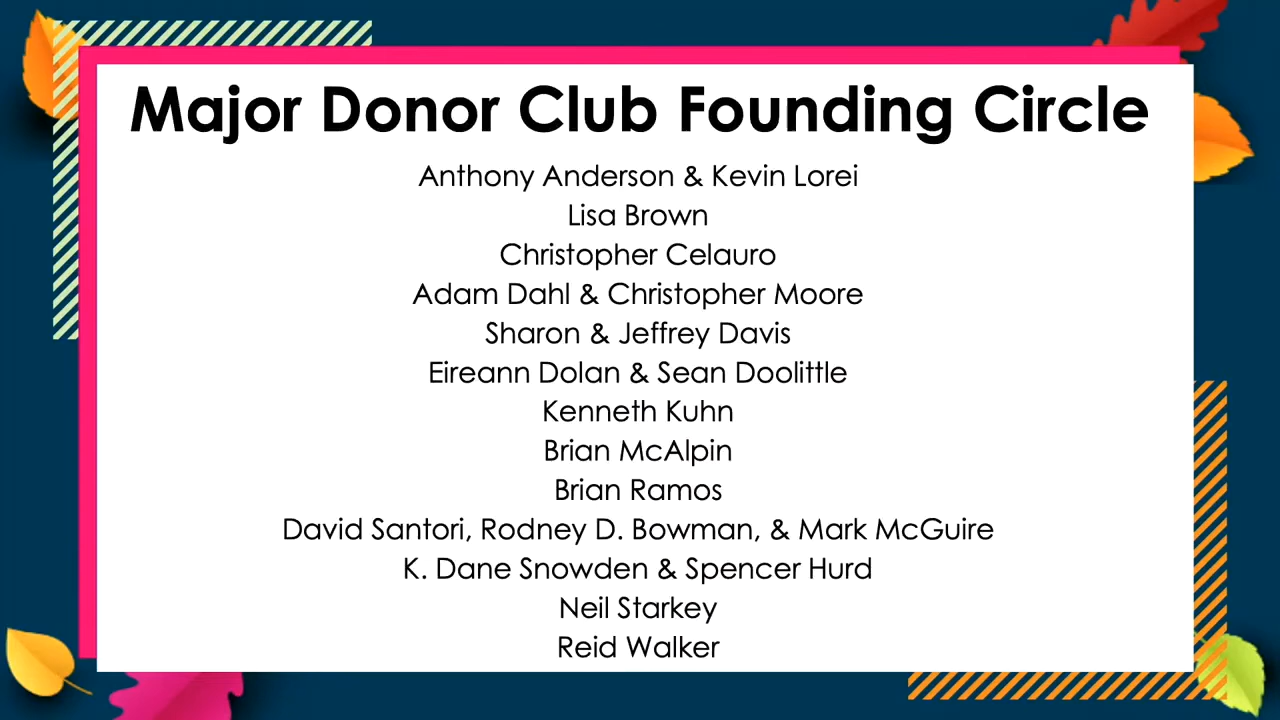 Major Donor Club Founding Circle
Anthony Anderson & Kevin Lorei
Lisa Brown
Christopher Celauro
Adam Dahl & Christopher Moore
Sharon & Jeffrey Davis
Eireann Dolan & Sean Doolittle
Kenneth Kuhn
Brian McAlpin
Brian Ramos
David Santori, Rodney D. Bowman, & Mark McGuire
K. Dane Snowden & Spencer Hurd
Neil Starkey
Reid Walker